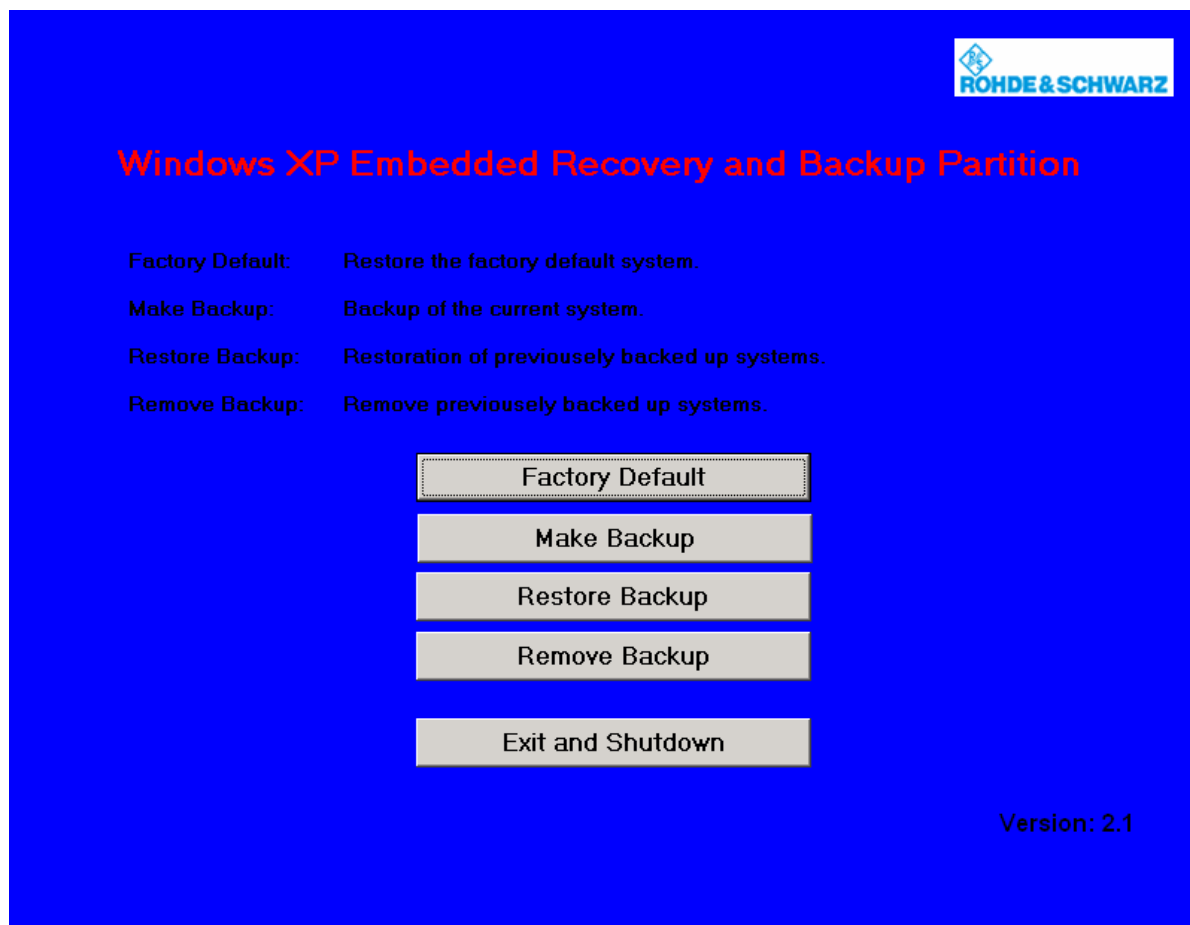 R&S
ROHDE & SCHWARZ
Windows XP Embedded Recovery and Backup Partition
Factory Default: Restore the factory default system.
Make Backup: Backup of the current system.
Restore Backup: Restoration of previousely backed up systems.
Remove Backup: Remove previousely backed up systems.
Factory Default
Make Backup
Restore Backup
Remove Backup
Exit and Shutdown
Version: 2.1